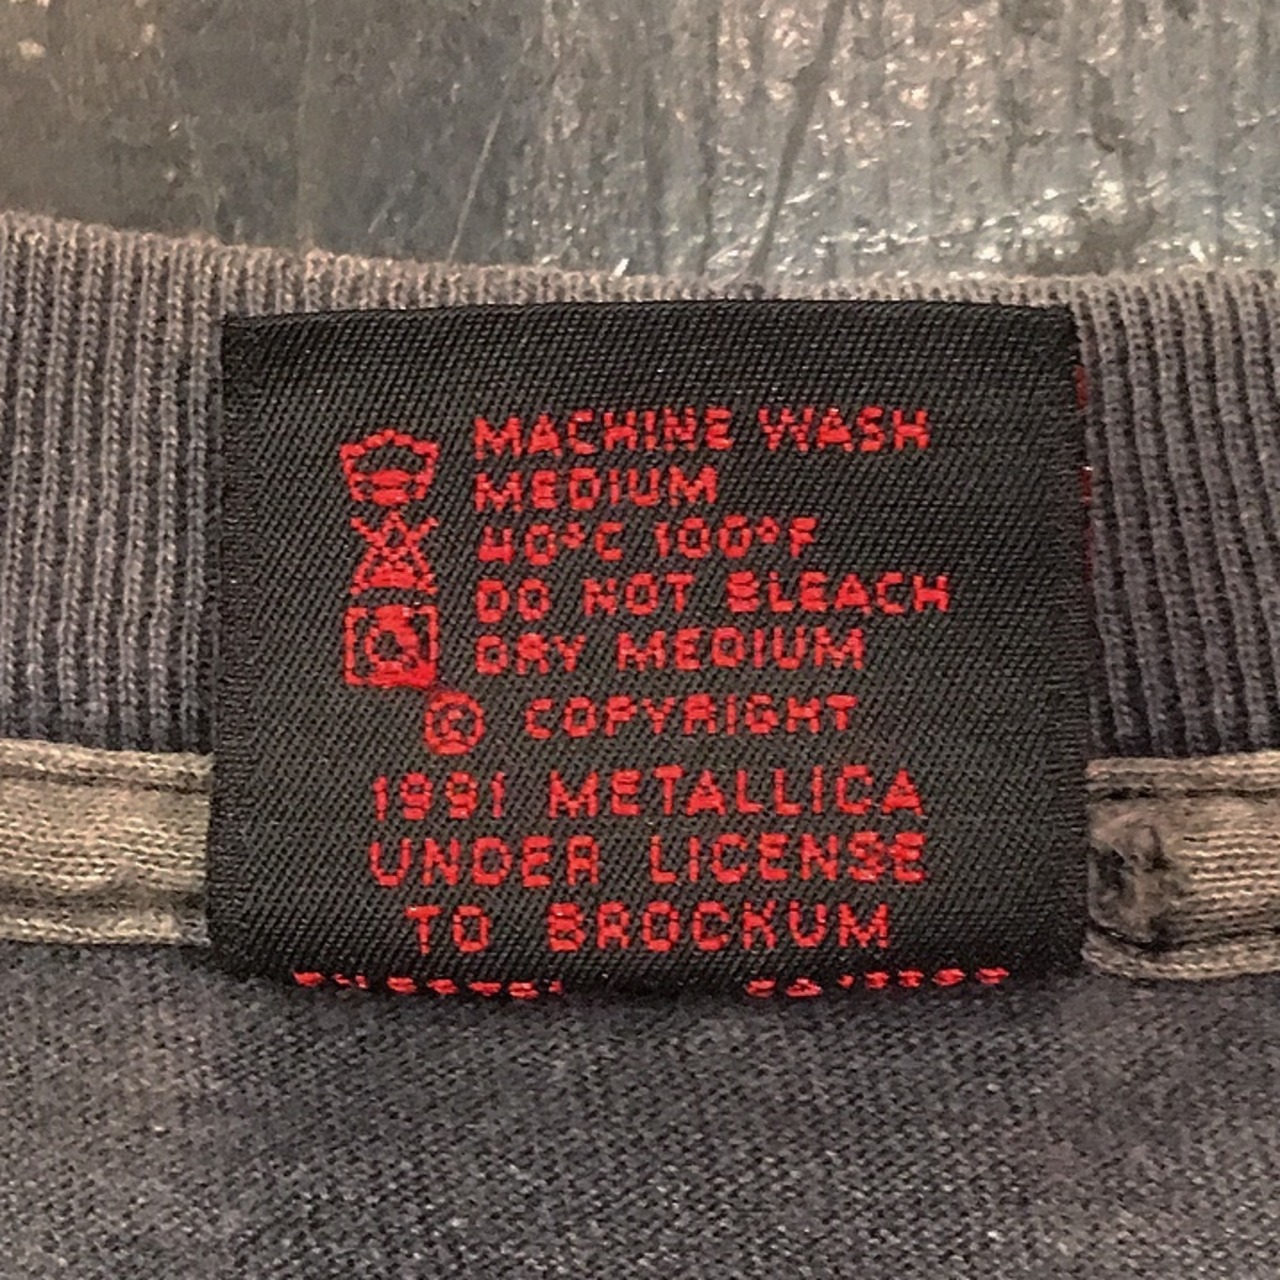 MACHINE WASH
MEDIUM
40°C 100°F
DO NOT BLEACH
DRY MEDIUM
© COPYRIGHT
1991 METALLICA
UNDER LICENSE
TO BROCKUM